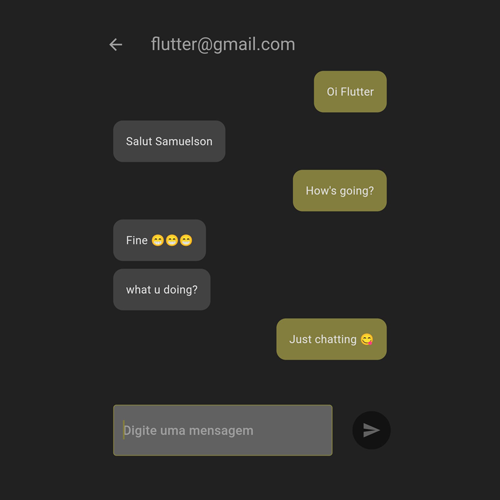 flutter@gmail.com
Oi Flutter
Salut Samuelson
How's going?
Fine 😁😁😁
what u doing?
Just chatting 😋
Digite uma mensagem